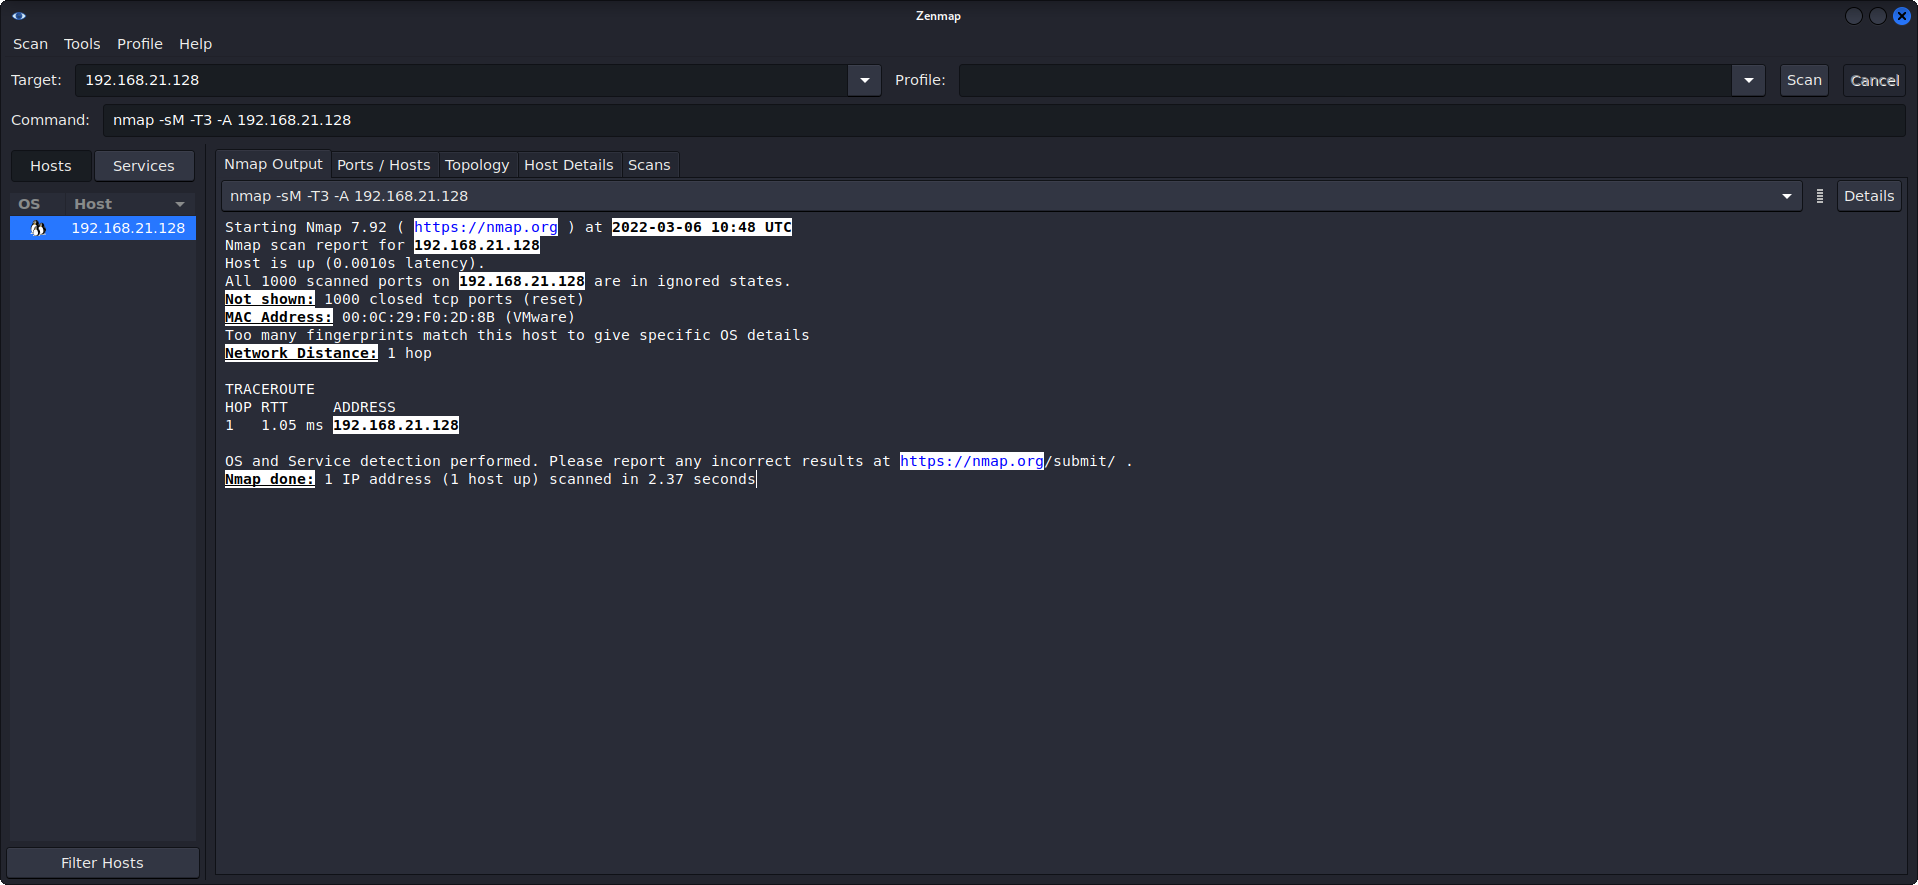 Zenmap
Scan Tools Profile Help
Target: 192.168.21.128 Profile: Scan Cancel
Command: nmap -sM -T3 -A 192.168.21.128
Hosts Services
OS Host
192.168.21.128
Nmap Output Ports / Hosts Topology Host Details Scans
nmap -sM -T3 -A 192.168.21.128 Details
Starting Nmap 7.92 ( https://nmap.org ) at 2022-03-06 10:48 UTC
Nmap scan report for 192.168.21.128
Host is up (0.0010s latency).
All 1000 scanned ports on 192.168.21.128 are in ignored states.
Not shown: 1000 closed tcp ports (reset)
MAC Address: 00:0C:29:F0:2D:8B (VMware)
Too many fingerprints match this host to give specific OS details
Network Distance: 1 hop
TRACEROUTE
HOP RTT ADDRESS
1 1.05 ms 192.168.21.128
OS and Service detection performed. Please report any incorrect results at https://nmap.org/submit/ .
Nmap done: 1 IP address (1 host up) scanned in 2.37 seconds
Filter Hosts